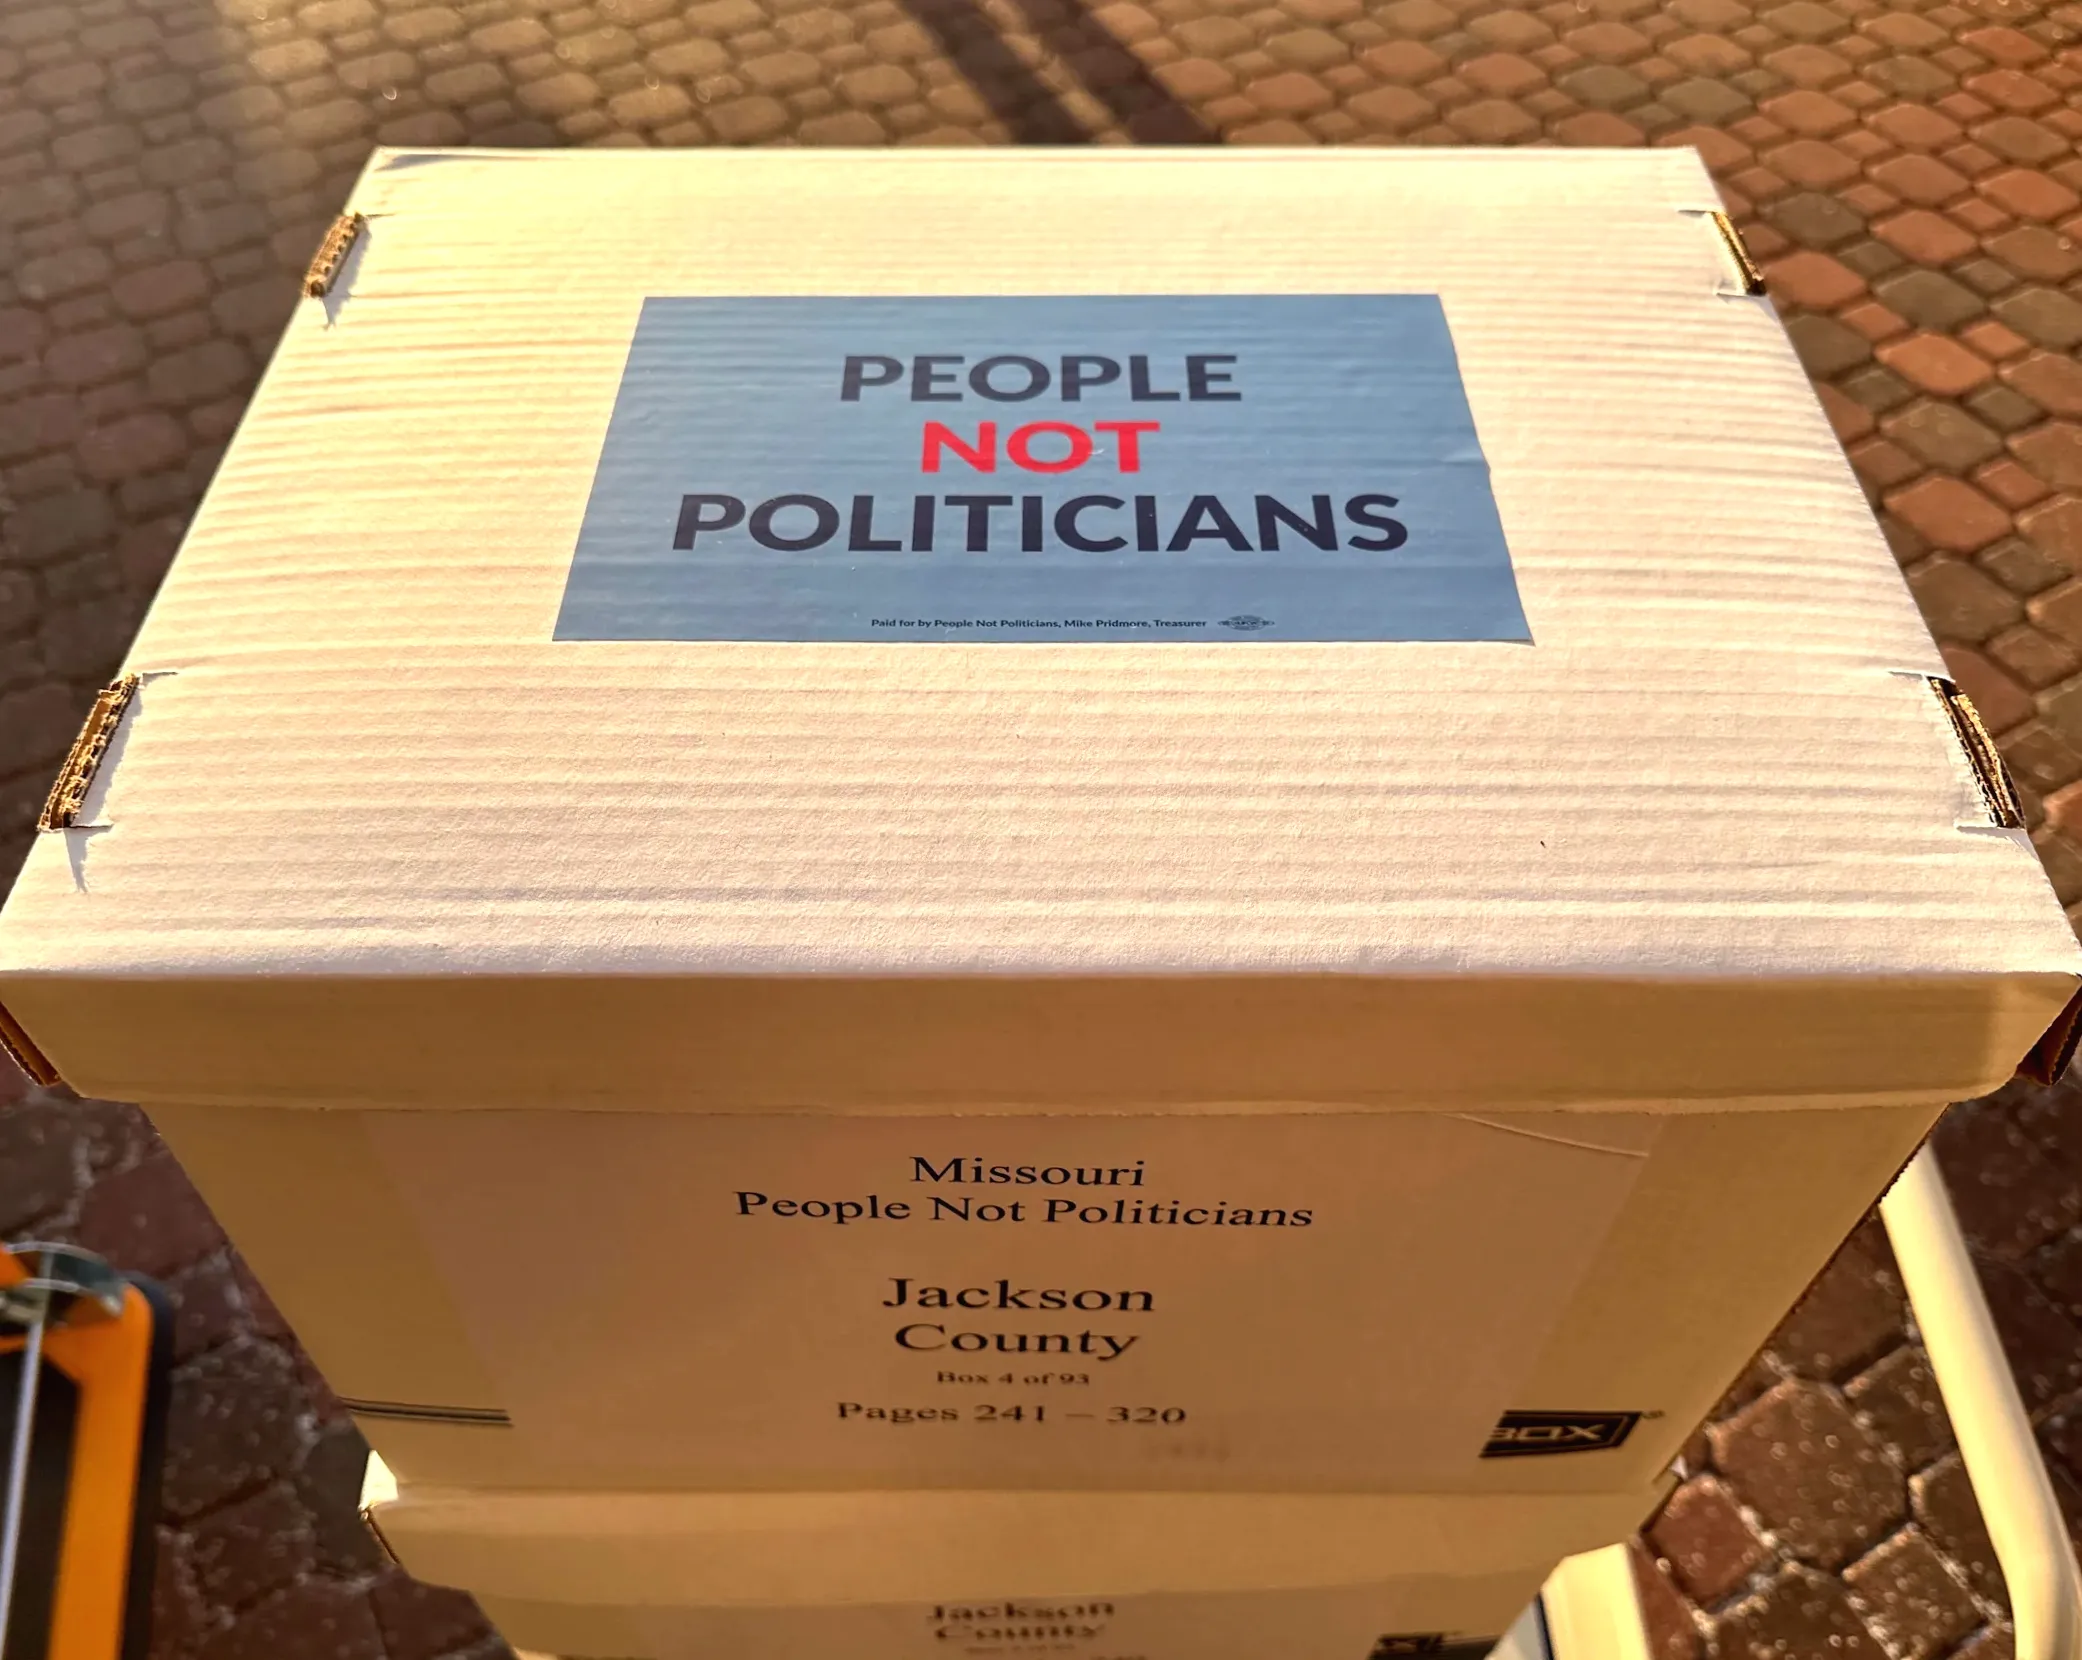 PEOPLE
NOT
POLITICIANS
Paid for by People Not Politicians, Mike Pridmore, Treasurer
Missouri
People Not Politicians
Jackson
County
Box 4 of 93
Pages 241 – 320
BOX®
Jackson
County